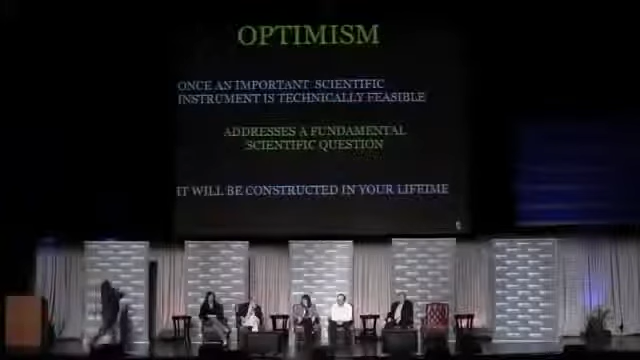 OPTIMISM
ONCE AN IMPORTANT SCIENTIFIC
INSTRUMENT IS TECHNICALLY FEASIBLE
ADDRESSES A FUNDAMENTAL
SCIENTIFIC QUESTION
IT WILL BE CONSTRUCTED IN YOUR LIFEIME